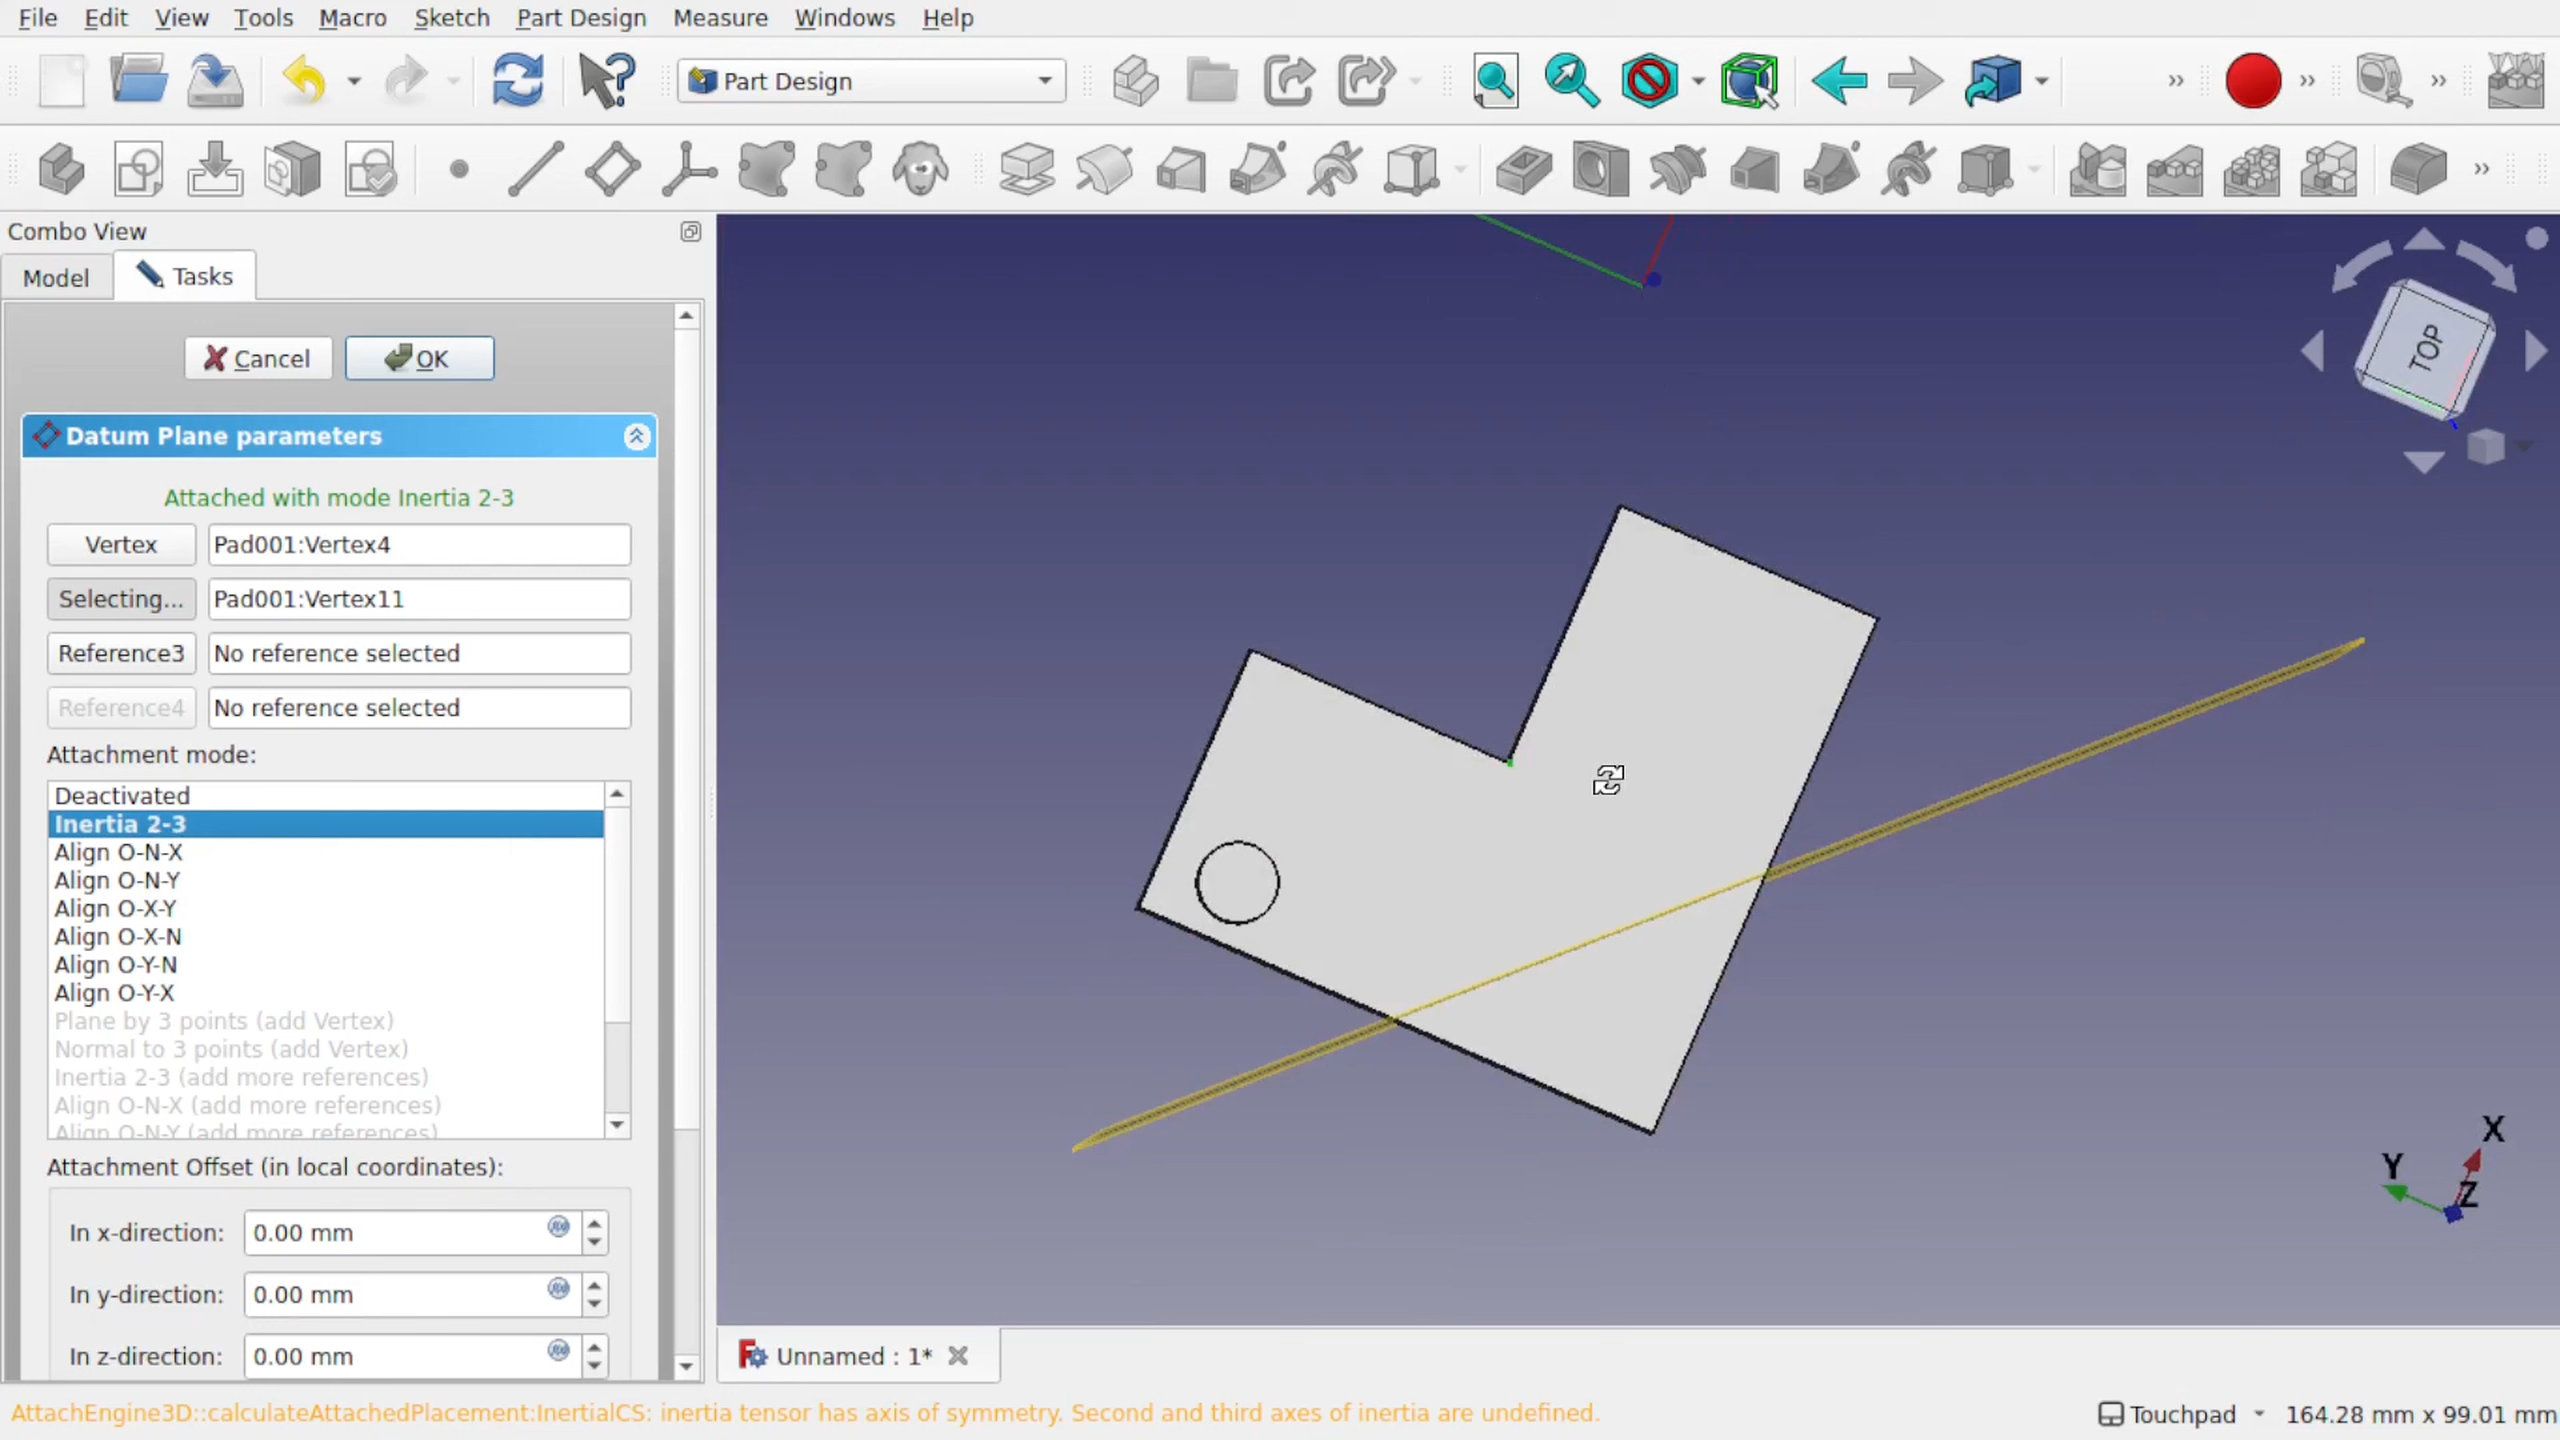 File Edit View Tools Macro Sketch Part Design Measure Windows Help
Part Design
Combo View
Model Tasks
Cancel OK
Datum Plane parameters
Attached with mode Inertia 2-3
Vertex Pad001:Vertex4
Selecting... Pad001:Vertex11
Reference3 No reference selected
Reference4 No reference selected
Attachment mode:
Deactivated
Inertia 2-3
Align O-N-X
Align O-N-Y
Align O-X-Y
Align O-X-N
Align O-Y-N
Align O-Y-X
Plane by 3 points (add Vertex)
Normal to 3 points (add Vertex)
Inertia 2-3 (add more references)
Align O-N-X (add more references)
Align O-N-Y (add more references)
Attachment Offset (in local coordinates):
In x-direction: 0.00 mm
In y-direction: 0.00 mm
In z-direction: 0.00 mm
TOP
X
Y
Z
Unnamed : 1*
AttachEngine3D::calculateAttachedPlacement:InertialCS: inertia tensor has axis of symmetry. Second and third axes of inertia are undefined.
Touchpad 164.28 mm x 99.01 mm